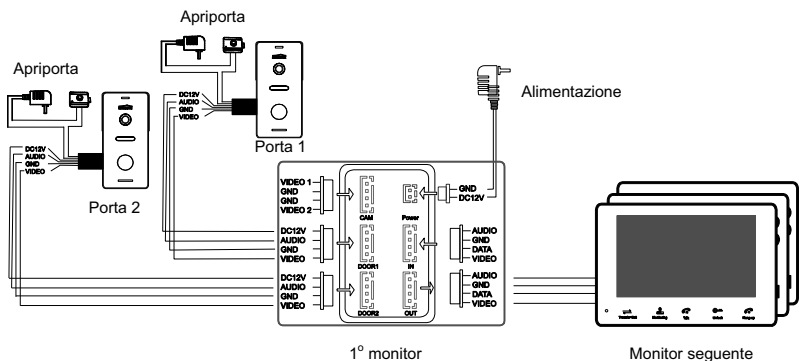 Apriporta
Apriporta
DC12V
AUDIO
GND
VIDEO
Porta 1
DC12V
AUDIO
GND
VIDEO
Porta 2
Alimentazione
VIDEO 1
GND
GND
VIDEO 2
CAM
Power
GND
DC12V
DC12V
AUDIO
GND
VIDEO
DOOR1
IN
AUDIO
GND
DATA
VIDEO
DC12V
AUDIO
GND
VIDEO
DOOR2
OUT
AUDIO
GND
DATA
VIDEO
1° monitor
Monitor seguente